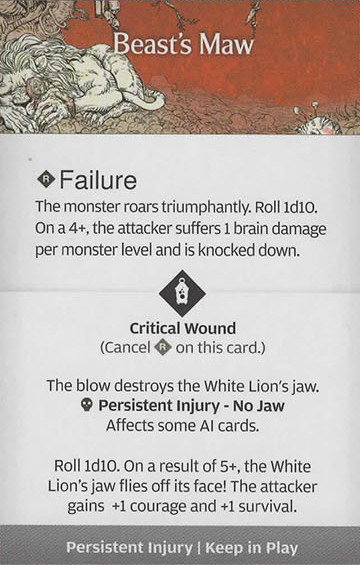 Beast's Maw
R Failure
The monster roars triumphantly. Roll 1d10.
On a 4+, the attacker suffers 1 brain damage
per monster level and is knocked down.
Critical Wound
(Cancel R on this card.)
The blow destroys the White Lion's jaw.
Persistent Injury - No Jaw
Affects some AI cards.
Roll 1d10. On a result of 5+, the White
Lion's jaw flies off its face! The attacker
gains +1 courage and +1 survival.
Persistent Injury | Keep in Play